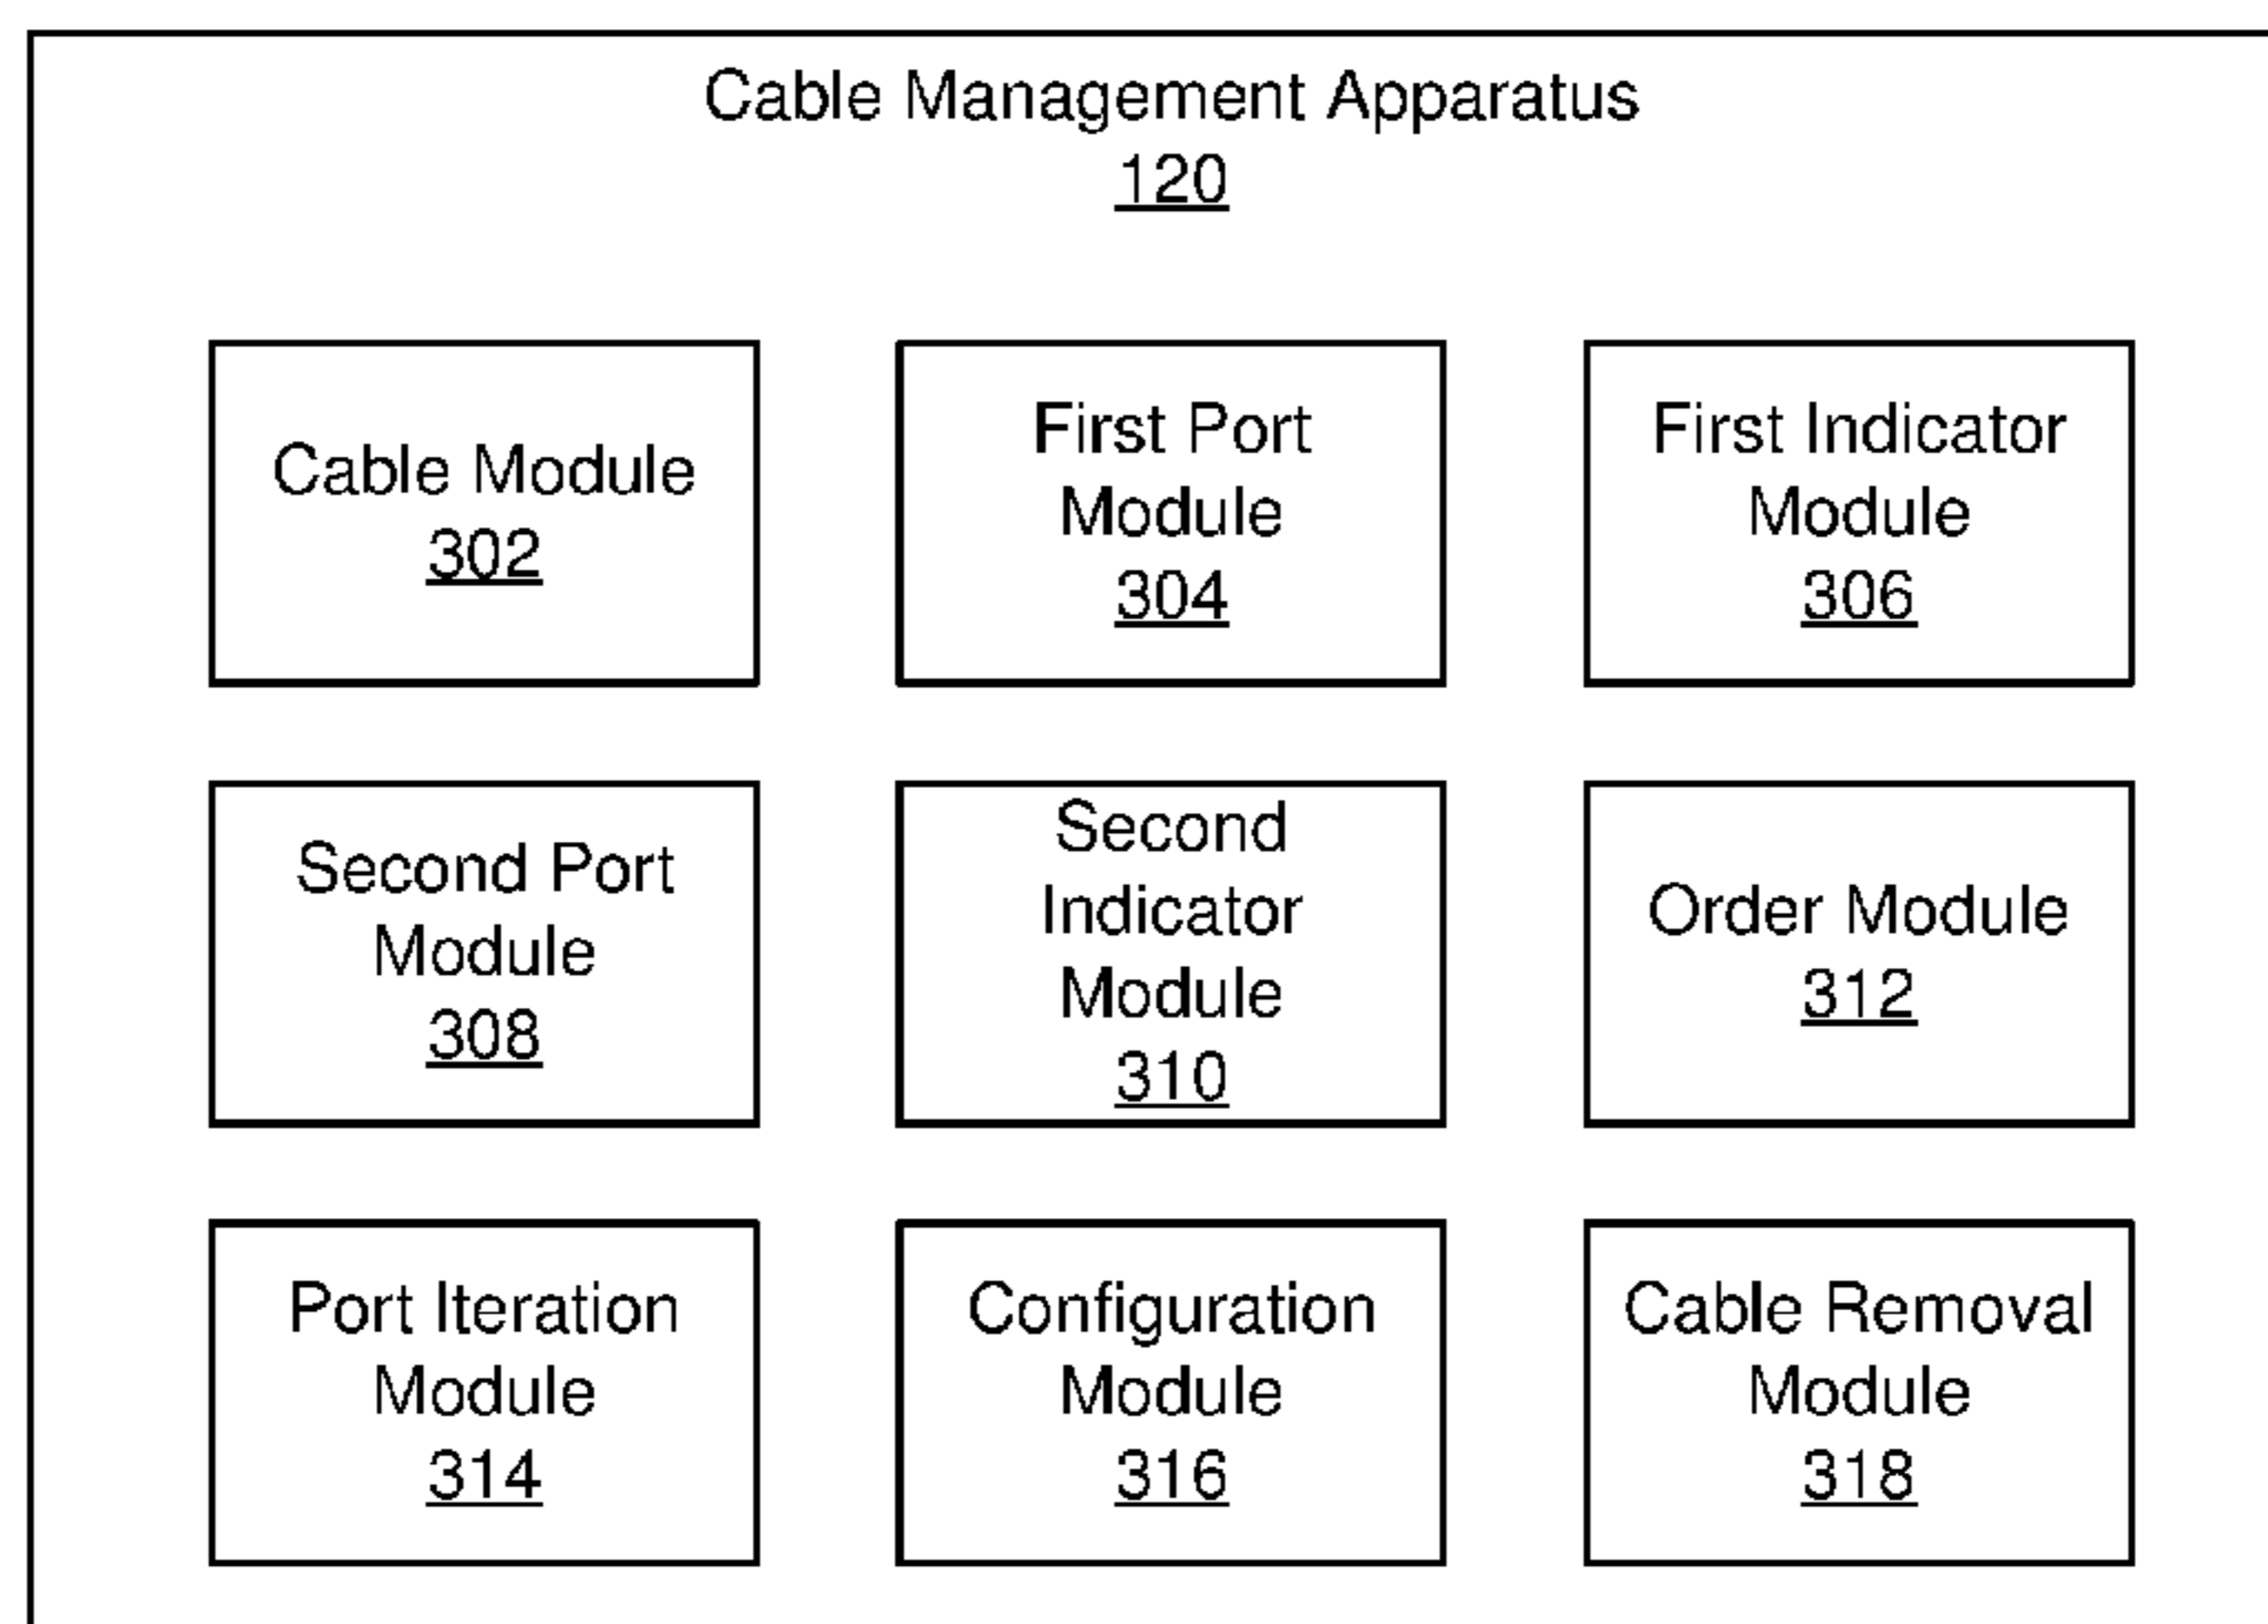 Cable Management Apparatus
120
Cable Module
302
First Port
Module
304
First Indicator
Module
306
Second Port
Module
308
Second
Indicator
Module
310
Order Module
312
Port Iteration
Module
314
Configuration
Module
316
Cable Removal
Module
318